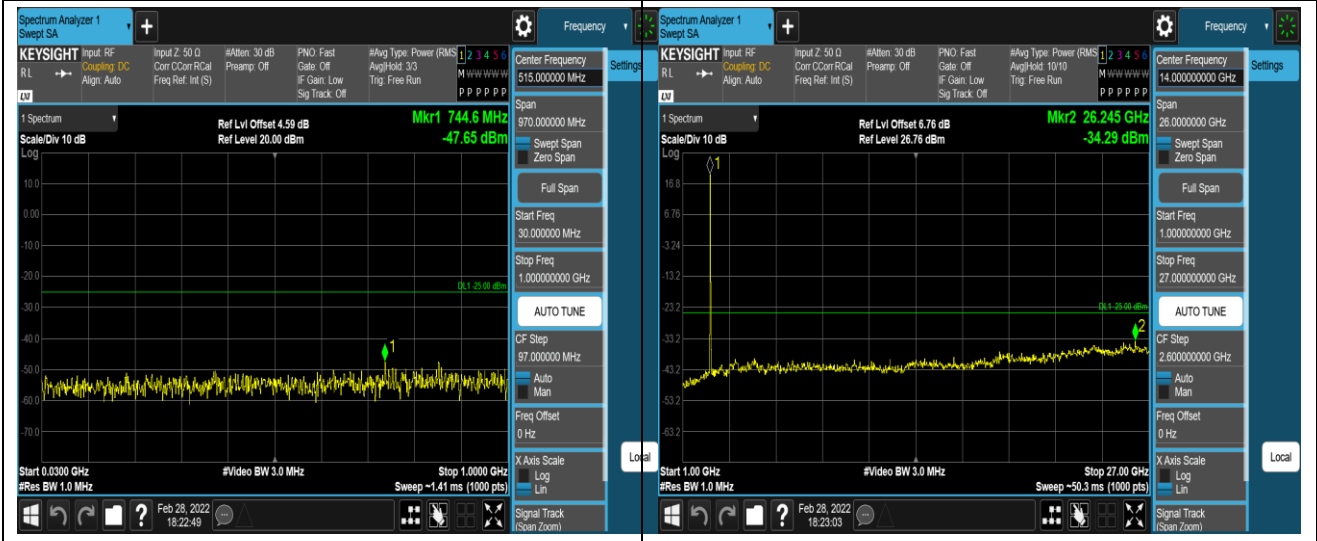 Spectrum Analyzer 1
Swept SA
+
Frequency
KEYSIGHT
RL
LXI
Input: RF
Coupling: DC
Align: Auto
Input Z: 50 Ω
Corr CCorr RCal
Freq Ref: Int (S)
#Atten: 30 dB
Preamp: Off
PNO: Fast
Gate: Off
IF Gain: Low
Sig Track: Off
#Avg Type: Power (RMS
Avg|Hold: 3/3
Trig: Free Run
1 2 3 4 5 6
M W W W W W
P P P P P P
1 Spectrum
Scale/Div 10 dB
Log
Ref Lvl Offset 4.59 dB
Ref Level 20.00 dBm
Mkr1 744.6 MHz
-47.65 dBm
10.0
0.00
-10.0
-20.0
-30.0
-40.0
-50.0
-60.0
-70.0
DL1 -25.00 dBm
1
Start 0.0300 GHz
#Res BW 1.0 MHz
#Video BW 3.0 MHz
Stop 1.0000 GHz
Sweep ~1.41 ms (1000 pts)
Center Frequency
515.000000 MHz
Span
970.000000 MHz
Swept Span
Zero Span
Full Span
Start Freq
30.000000 MHz
Stop Freq
1.000000000 GHz
AUTO TUNE
CF Step
97.000000 MHz
Auto
Man
Freq Offset
0 Hz
X Axis Scale
Log
Lin
Signal Track
(Span Zoom)
Settings
Local
?
Feb 28, 2022
18:22:49
Spectrum Analyzer 1
Swept SA
+
Frequency
KEYSIGHT
RL
LXI
Input: RF
Coupling: DC
Align: Auto
Input Z: 50 Ω
Corr CCorr RCal
Freq Ref: Int (S)
#Atten: 30 dB
Preamp: Off
PNO: Fast
Gate: Off
IF Gain: Low
Sig Track: Off
#Avg Type: Power (RMS
Avg|Hold: 10/10
Trig: Free Run
1 2 3 4 5 6
M W W W W W
P P P P P P
1 Spectrum
Scale/Div 10 dB
Log
Ref Lvl Offset 6.76 dB
Ref Level 26.76 dBm
Mkr2 26.245 GHz
-34.29 dBm
16.8
6.76
-3.24
-13.2
-23.2
-33.2
-43.2
-53.2
-63.2
1
DL1 -25.00 dBm
2
Start 1.00 GHz
#Res BW 1.0 MHz
#Video BW 3.0 MHz
Stop 27.00 GHz
Sweep ~50.3 ms (1000 pts)
Center Frequency
14.000000000 GHz
Span
26.0000000 GHz
Swept Span
Zero Span
Full Span
Start Freq
1.000000000 GHz
Stop Freq
27.000000000 GHz
AUTO TUNE
CF Step
2.600000000 GHz
Auto
Man
Freq Offset
0 Hz
X Axis Scale
Log
Lin
Signal Track
(Span Zoom)
Settings
Local
?
Feb 28, 2022
18:23:03